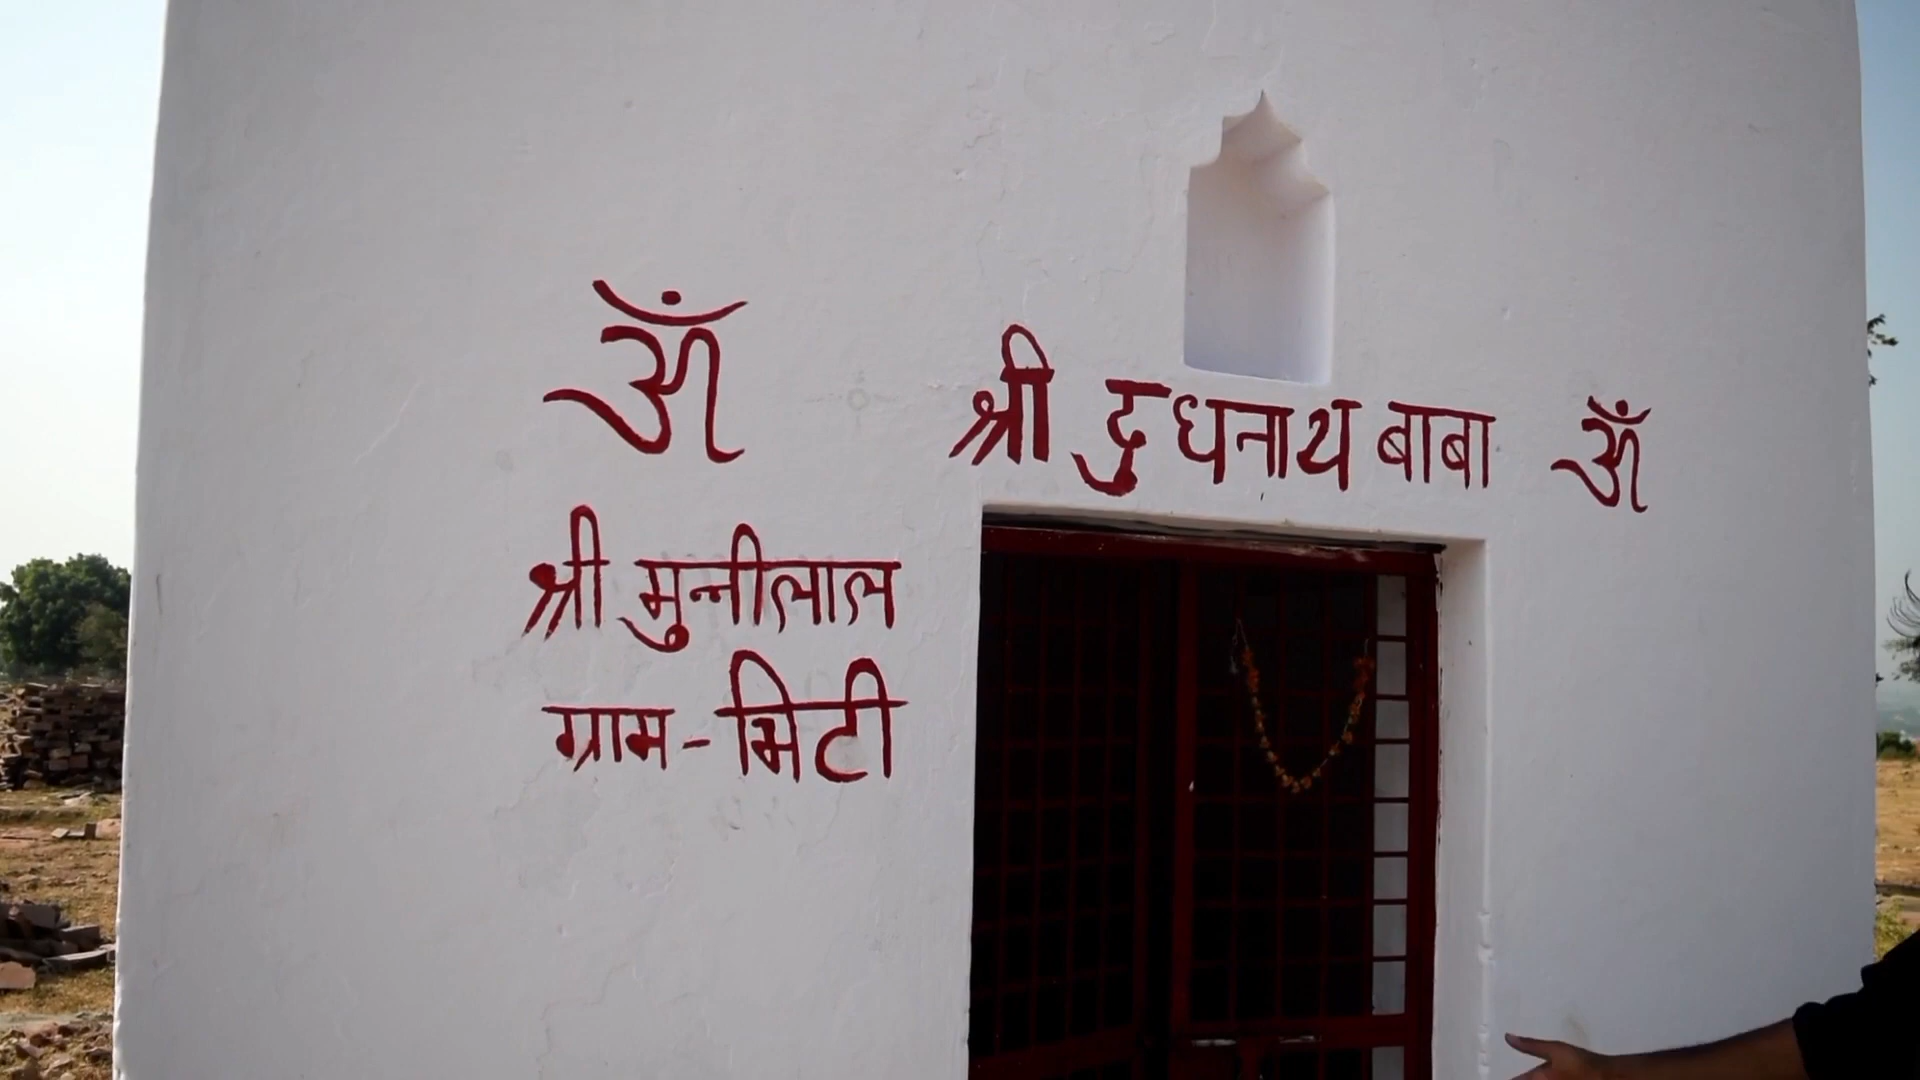 ॐ
श्री दुधनाथ बाबा ॐ
श्री मुन्नीलाल
ग्राम - भिटी